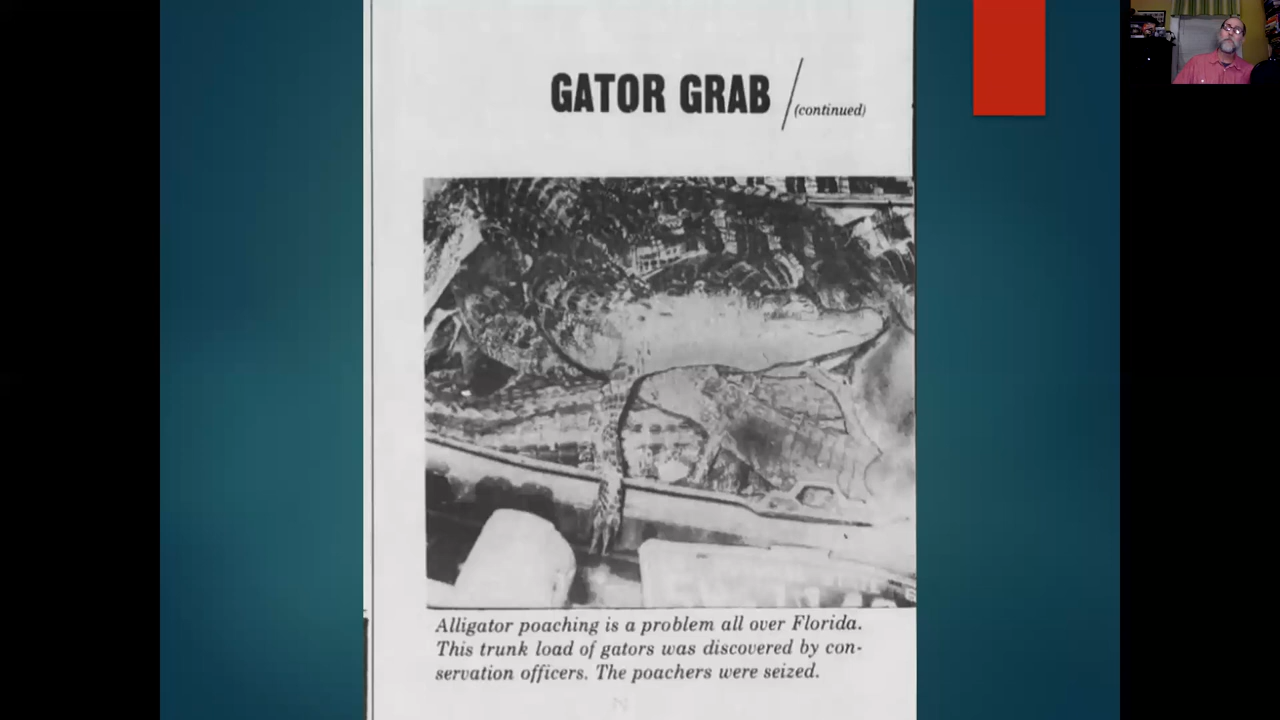 GATOR GRAB
(continued)
Alligator poaching is a problem all over Florida.
This trunk load of gators was discovered by con-
servation officers. The poachers were seized.